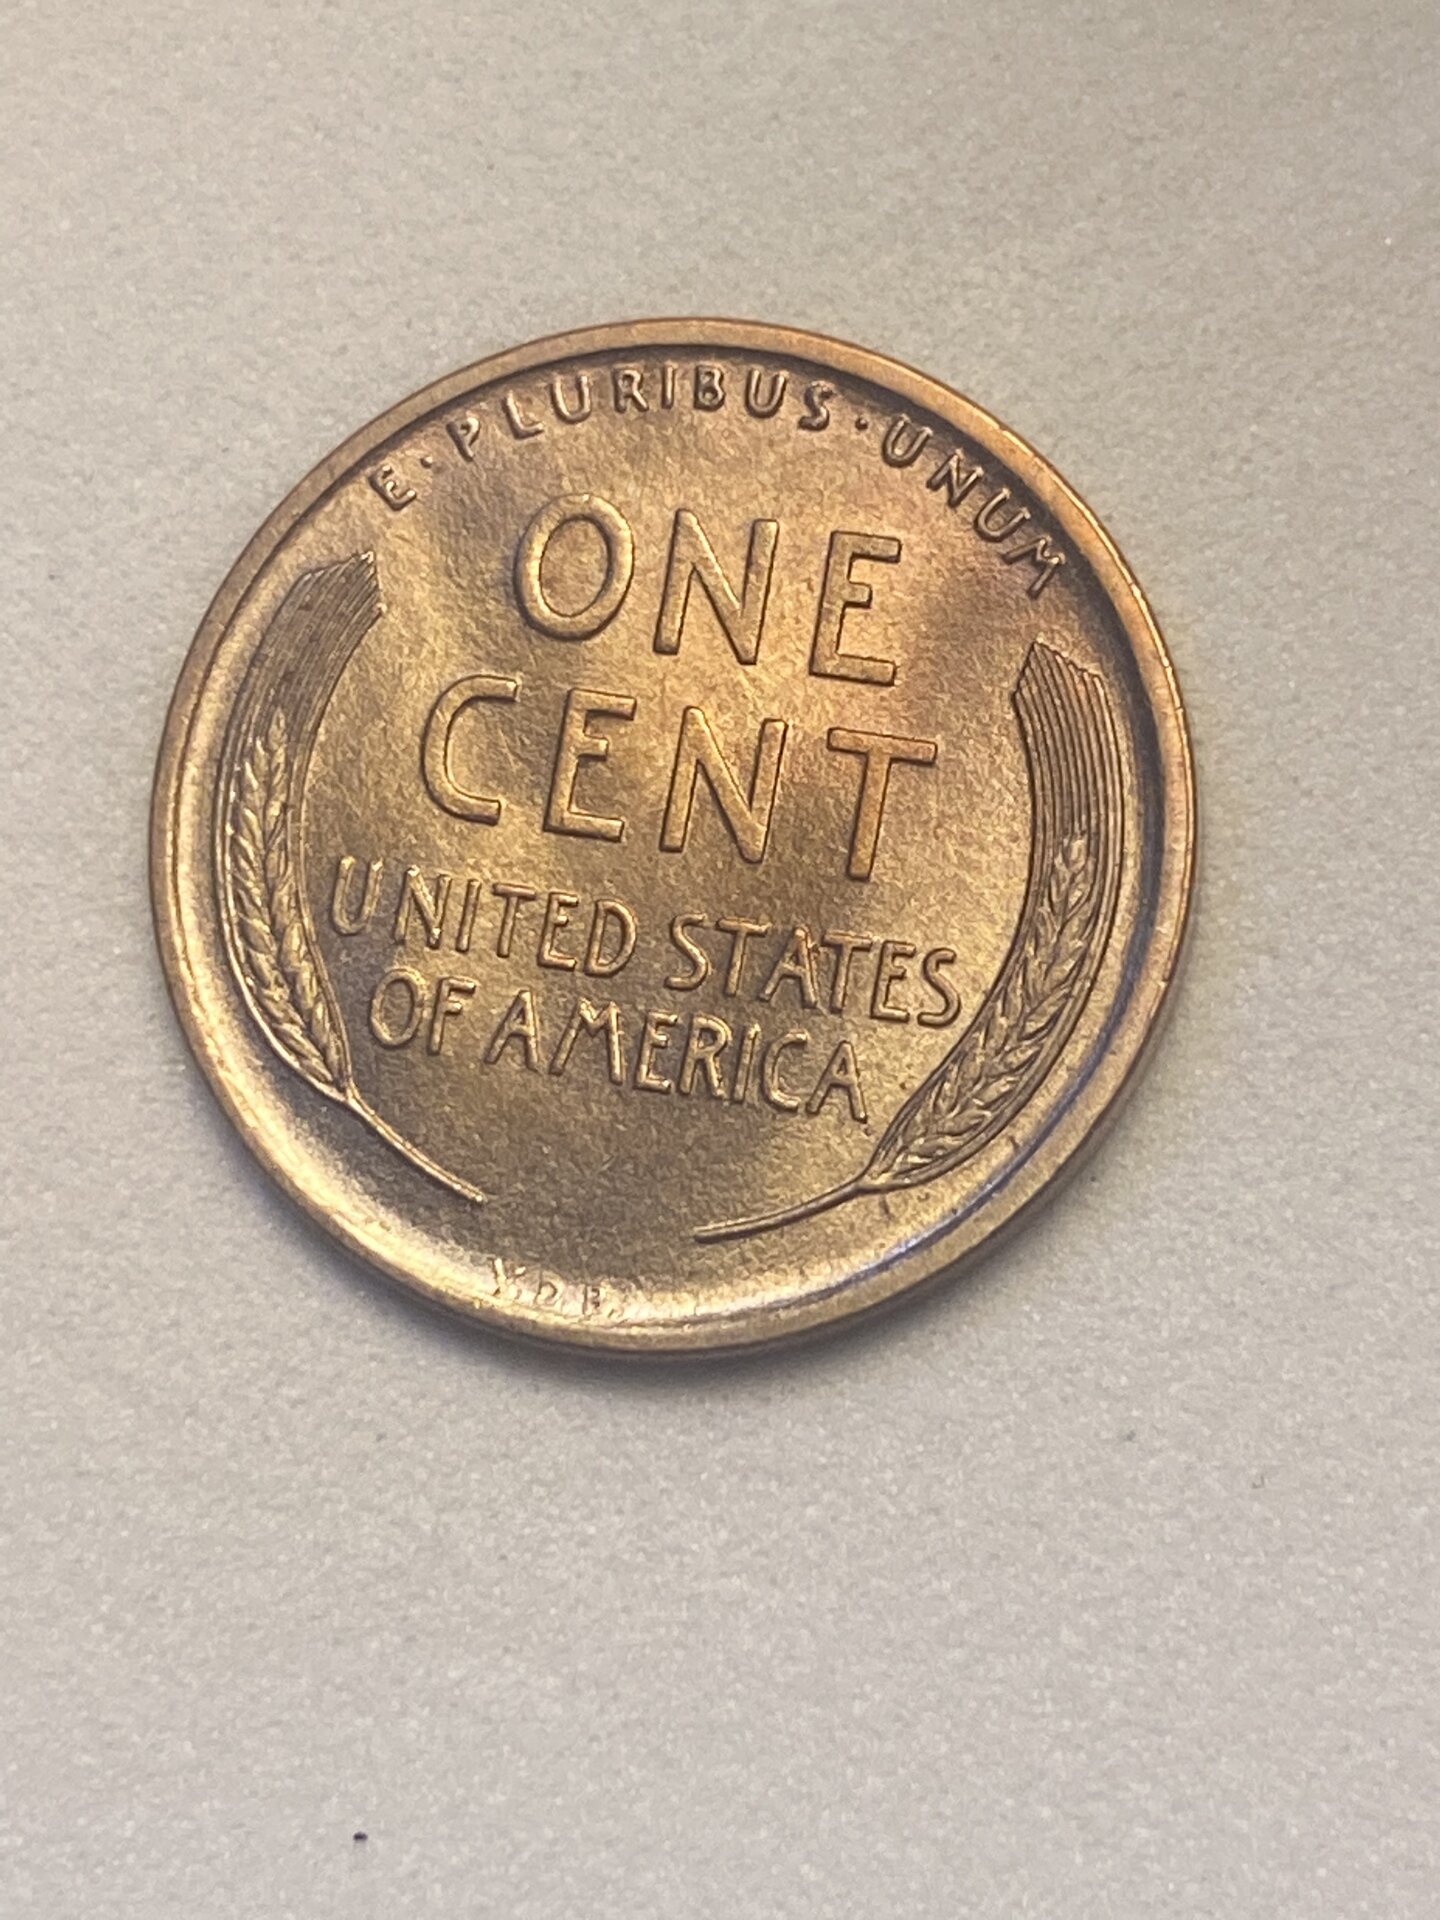 E·PLURIBUS·UNUM
ONE
CENT
UNITED STATES
OF AMERICA
V.D.B.